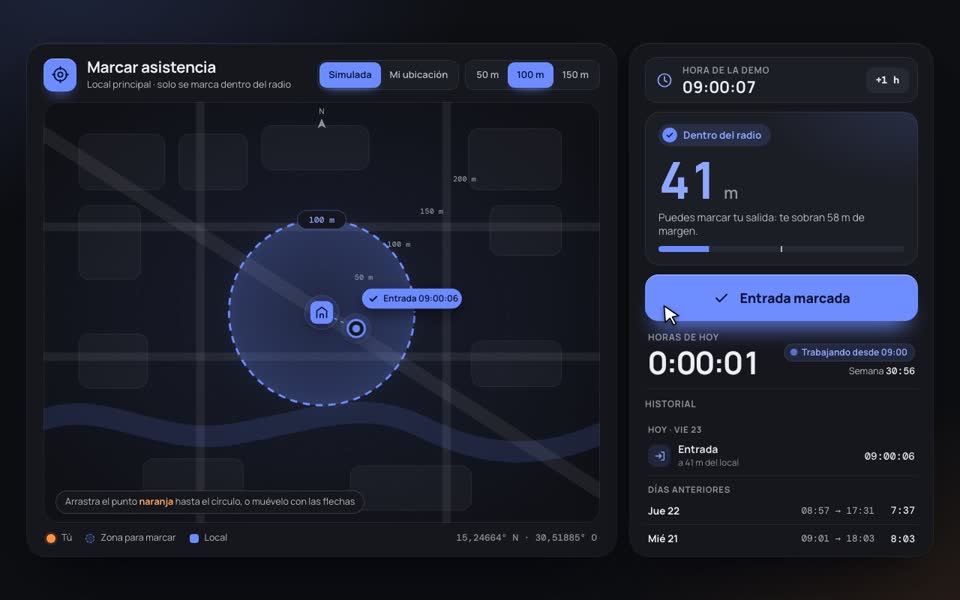 Marcar asistencia
Local principal · solo se marca dentro del radio
Simulada
Mi ubicación
50 m
100 m
150 m
N
200 m
150 m
100 m
100 m
50 m
Entrada 09:00:06
Arrastra el punto naranja hasta el círculo, o muévelo con las flechas
Tú
Zona para marcar
Local
15,24664° N · 30,51885° O
HORA DE LA DEMO
09:00:07
+1 h
Dentro del radio
41 m
Puedes marcar tu salida: te sobran 58 m de
margen.
Entrada marcada
HORAS DE HOY
0:00:01
Trabajando desde 09:00
Semana 30:56
HISTORIAL
HOY · VIE 23
Entrada
a 41 m del local
09:00:06
DÍAS ANTERIORES
Jue 22
08:57 → 17:31
7:37
Mié 21
09:01 → 18:03
8:03